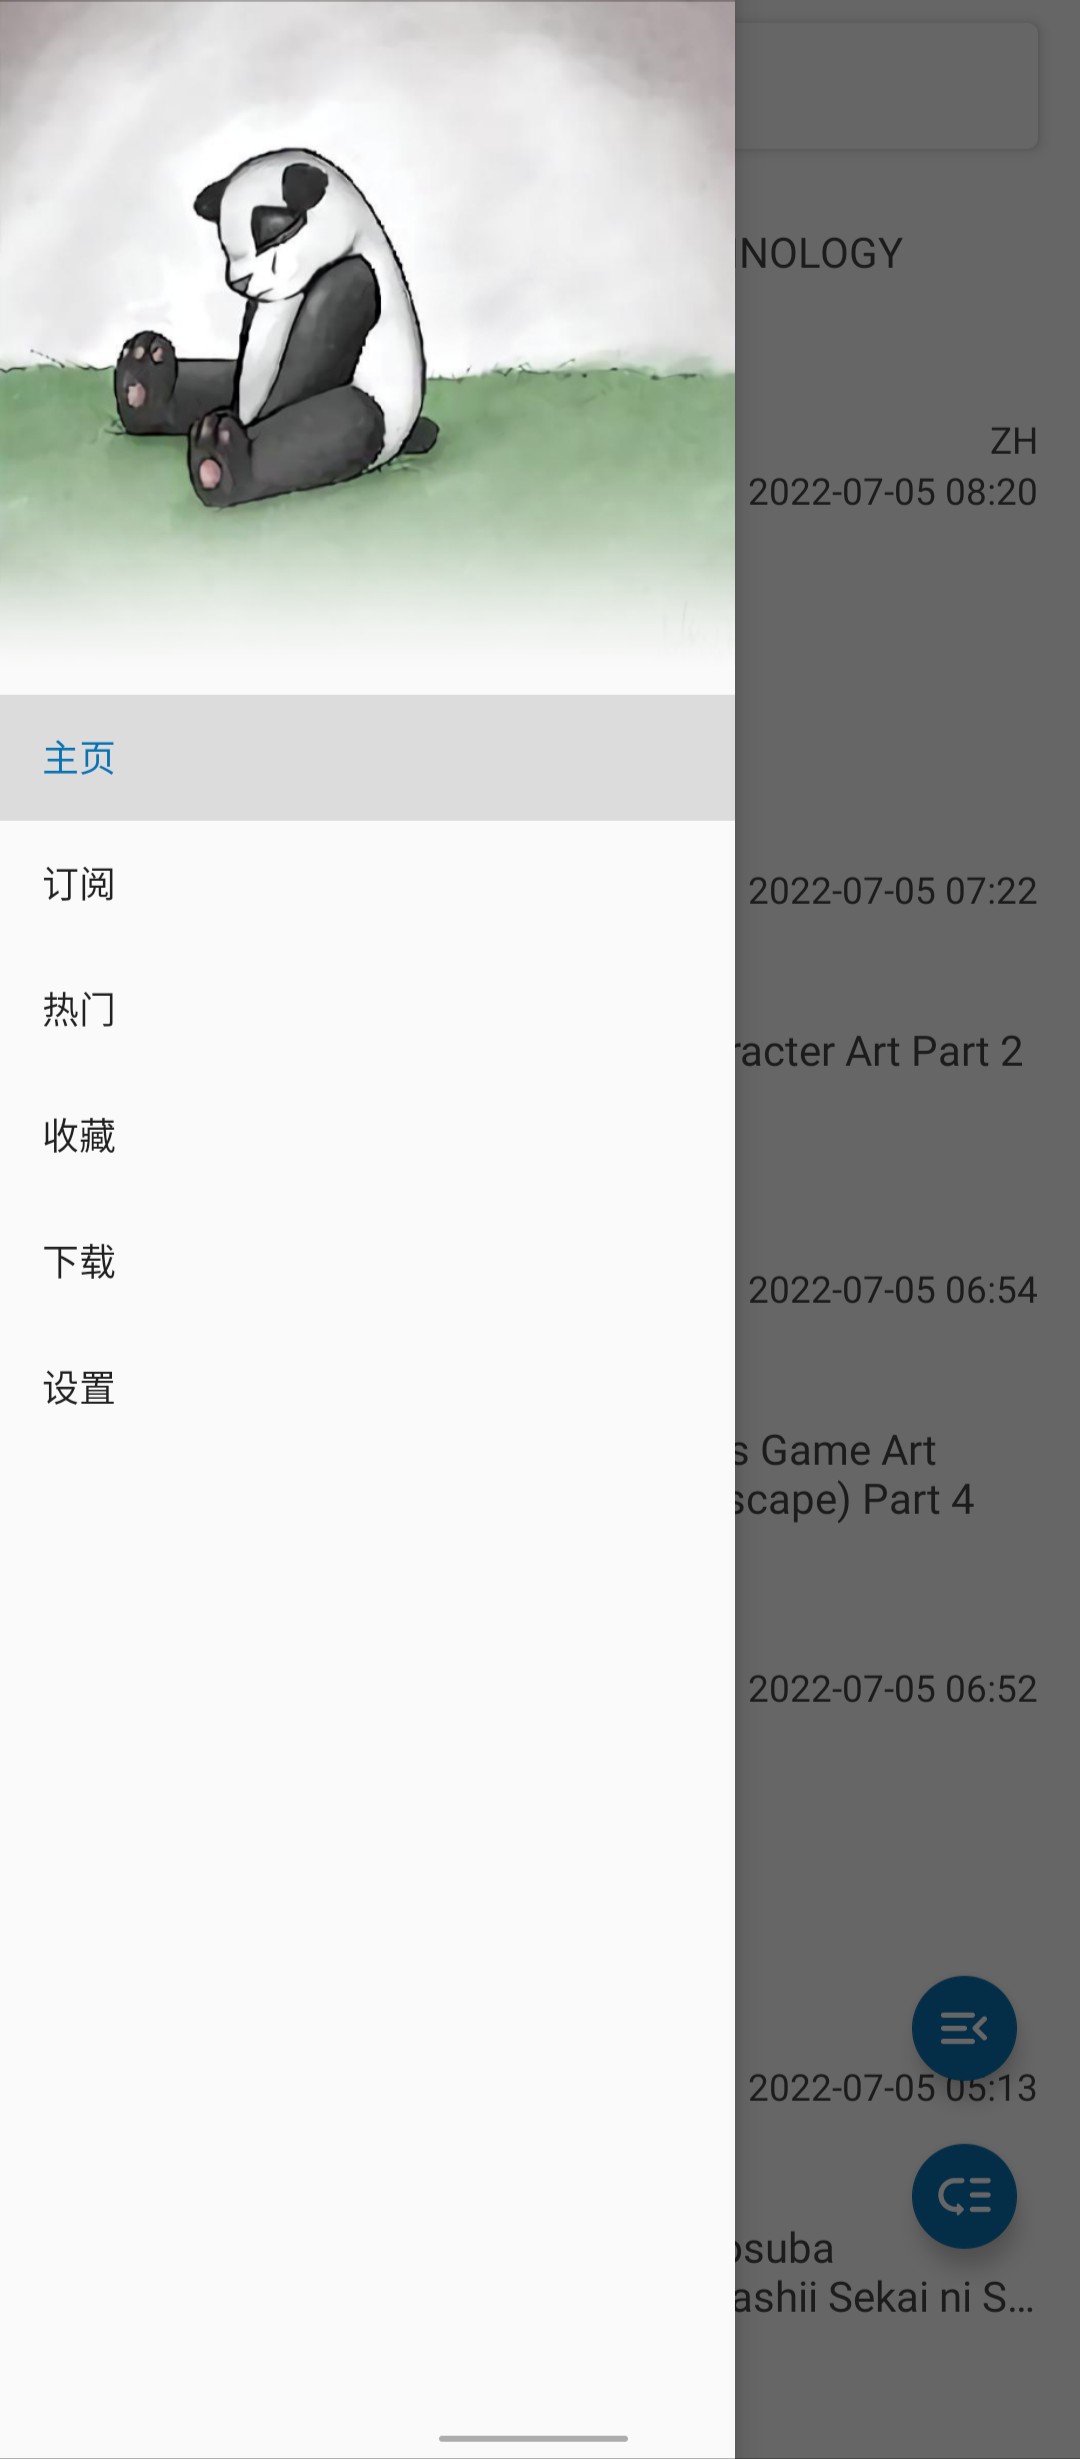 主页
订阅
热门
收藏
下载
设置
NOLOGY
ZH
2022-07-05 08:20
2022-07-05 07:22
racter Art Part 2
2022-07-05 06:54
s Game Art
scape) Part 4
2022-07-05 06:52
2022-07-05 05:13
osuba
ashii Sekai ni S...